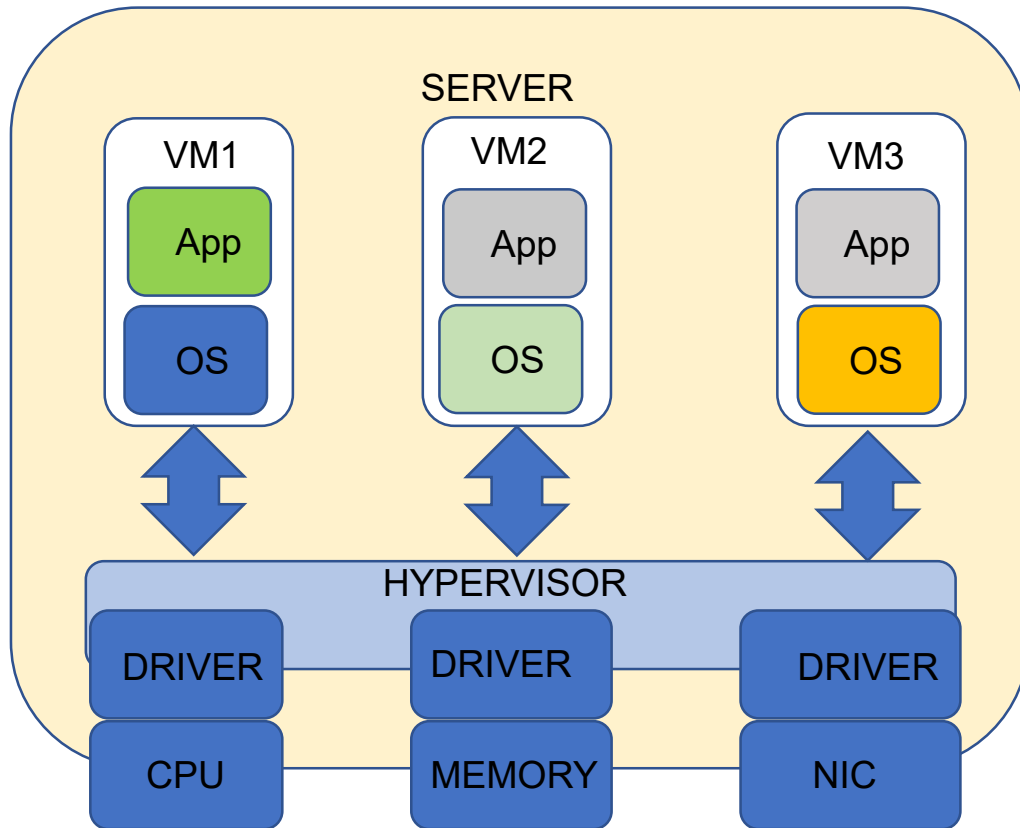 SERVER
VM1
VM2
VM3
App
App
App
OS
OS
OS
HYPERVISOR
DRIVER
DRIVER
DRIVER
CPU
MEMORY
NIC